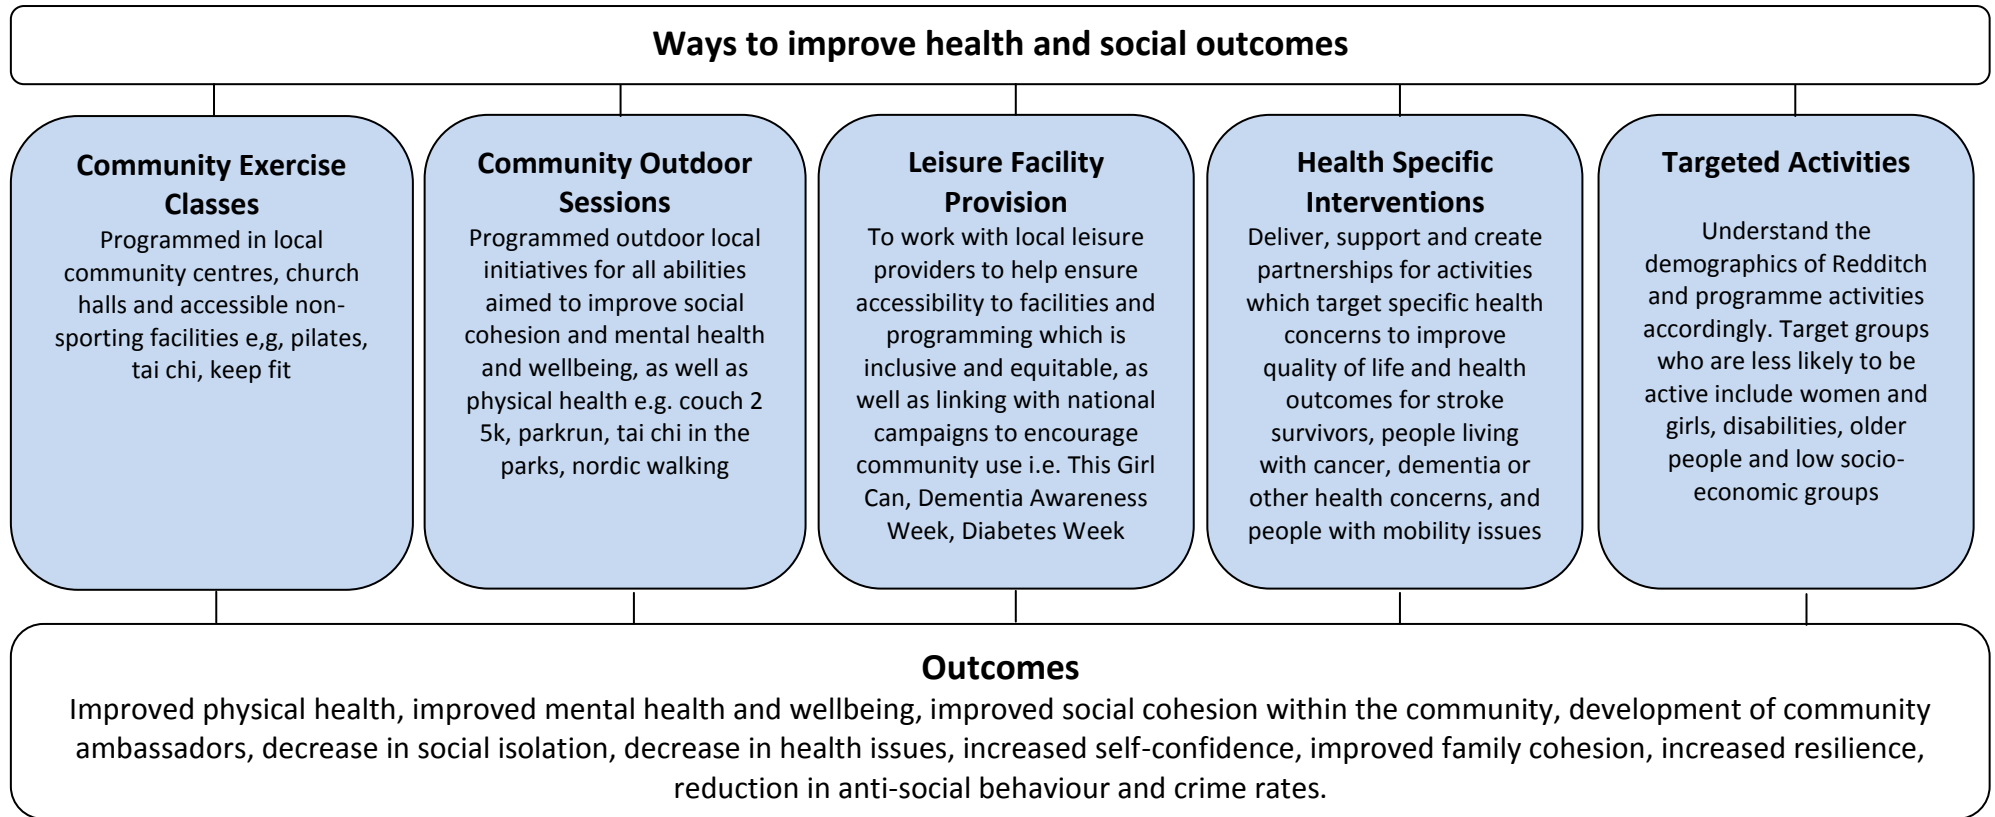 Ways to improve health and social outcomes
Community Exercise
Classes
Programmed in local
community centres, church
halls and accessible non-
sporting facilities e,g, pilates,
tai chi, keep fit
Community Outdoor
Sessions
Programmed outdoor local
initiatives for all abilities
aimed to improve social
cohesion and mental health
and wellbeing, as well as
physical health e.g. couch 2
5k, parkrun, tai chi in the
parks, nordic walking
Leisure Facility
Provision
To work with local leisure
providers to help ensure
accessibility to facilities and
programming which is
inclusive and equitable, as
well as linking with national
campaigns to encourage
community use i.e. This Girl
Can, Dementia Awareness
Week, Diabetes Week
Health Specific
Interventions
Deliver, support and create
partnerships for activities
which target specific health
concerns to improve
quality of life and health
outcomes for stroke
survivors, people living
with cancer, dementia or
other health concerns, and
people with mobility issues
Targeted Activities
Understand the
demographics of Redditch
and programme activities
accordingly. Target groups
who are less likely to be
active include women and
girls, disabilities, older
people and low socio-
economic groups
Outcomes
Improved physical health, improved mental health and wellbeing, improved social cohesion within the community, development of community
ambassadors, decrease in social isolation, decrease in health issues, increased self-confidence, improved family cohesion, increased resilience,
reduction in anti-social behaviour and crime rates.